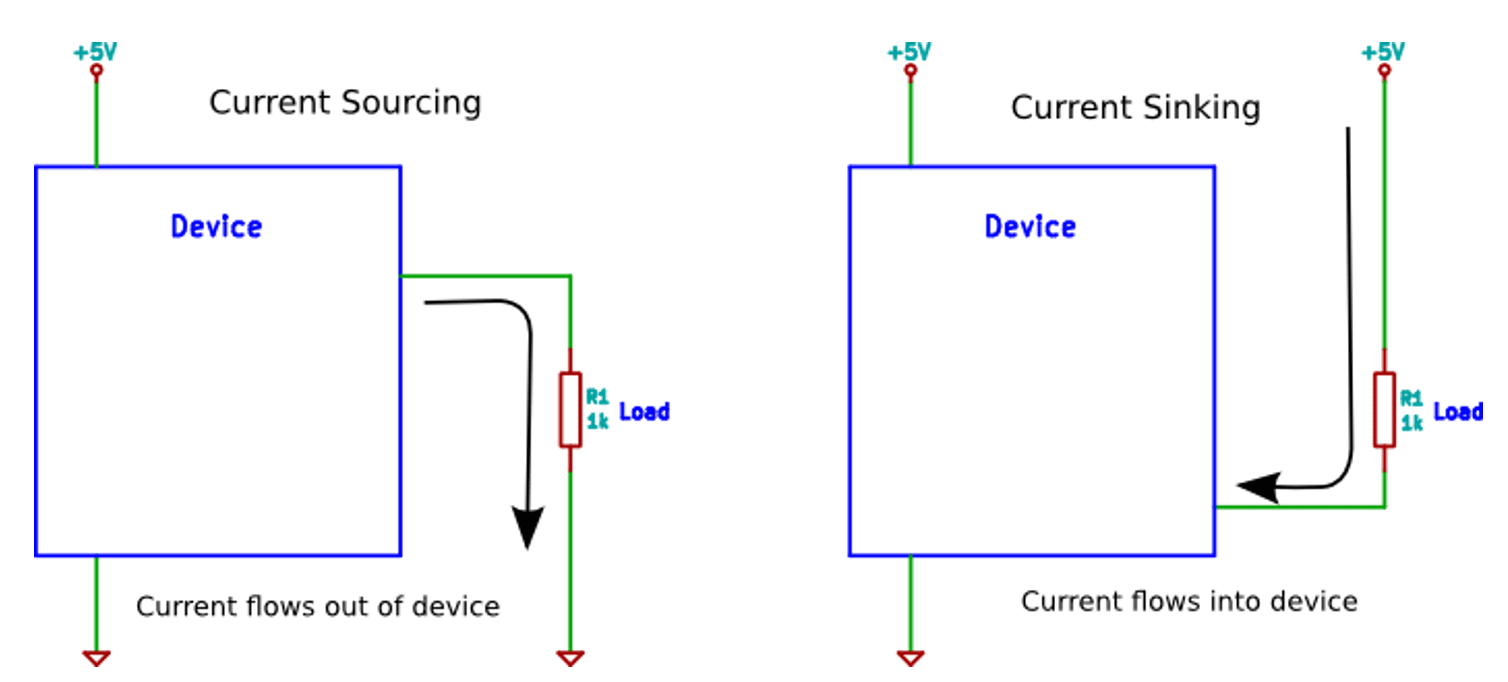 +5V
Current Sourcing
Device
R1
1k
Load
Current flows out of device
+5V
+5V
Current Sinking
Device
R1
1k
Load
Current flows into device